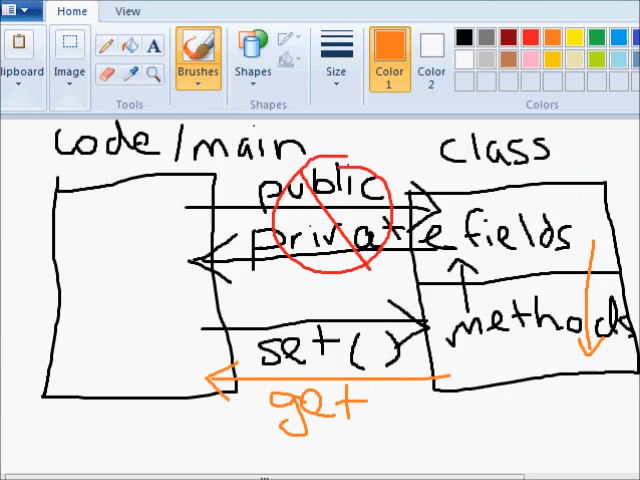 Home View
lipboard Image Tools Brushes Shapes Shapes Size Color 1 Color 2 Colors
A
code/main class
public
private fields
methods
set()
get